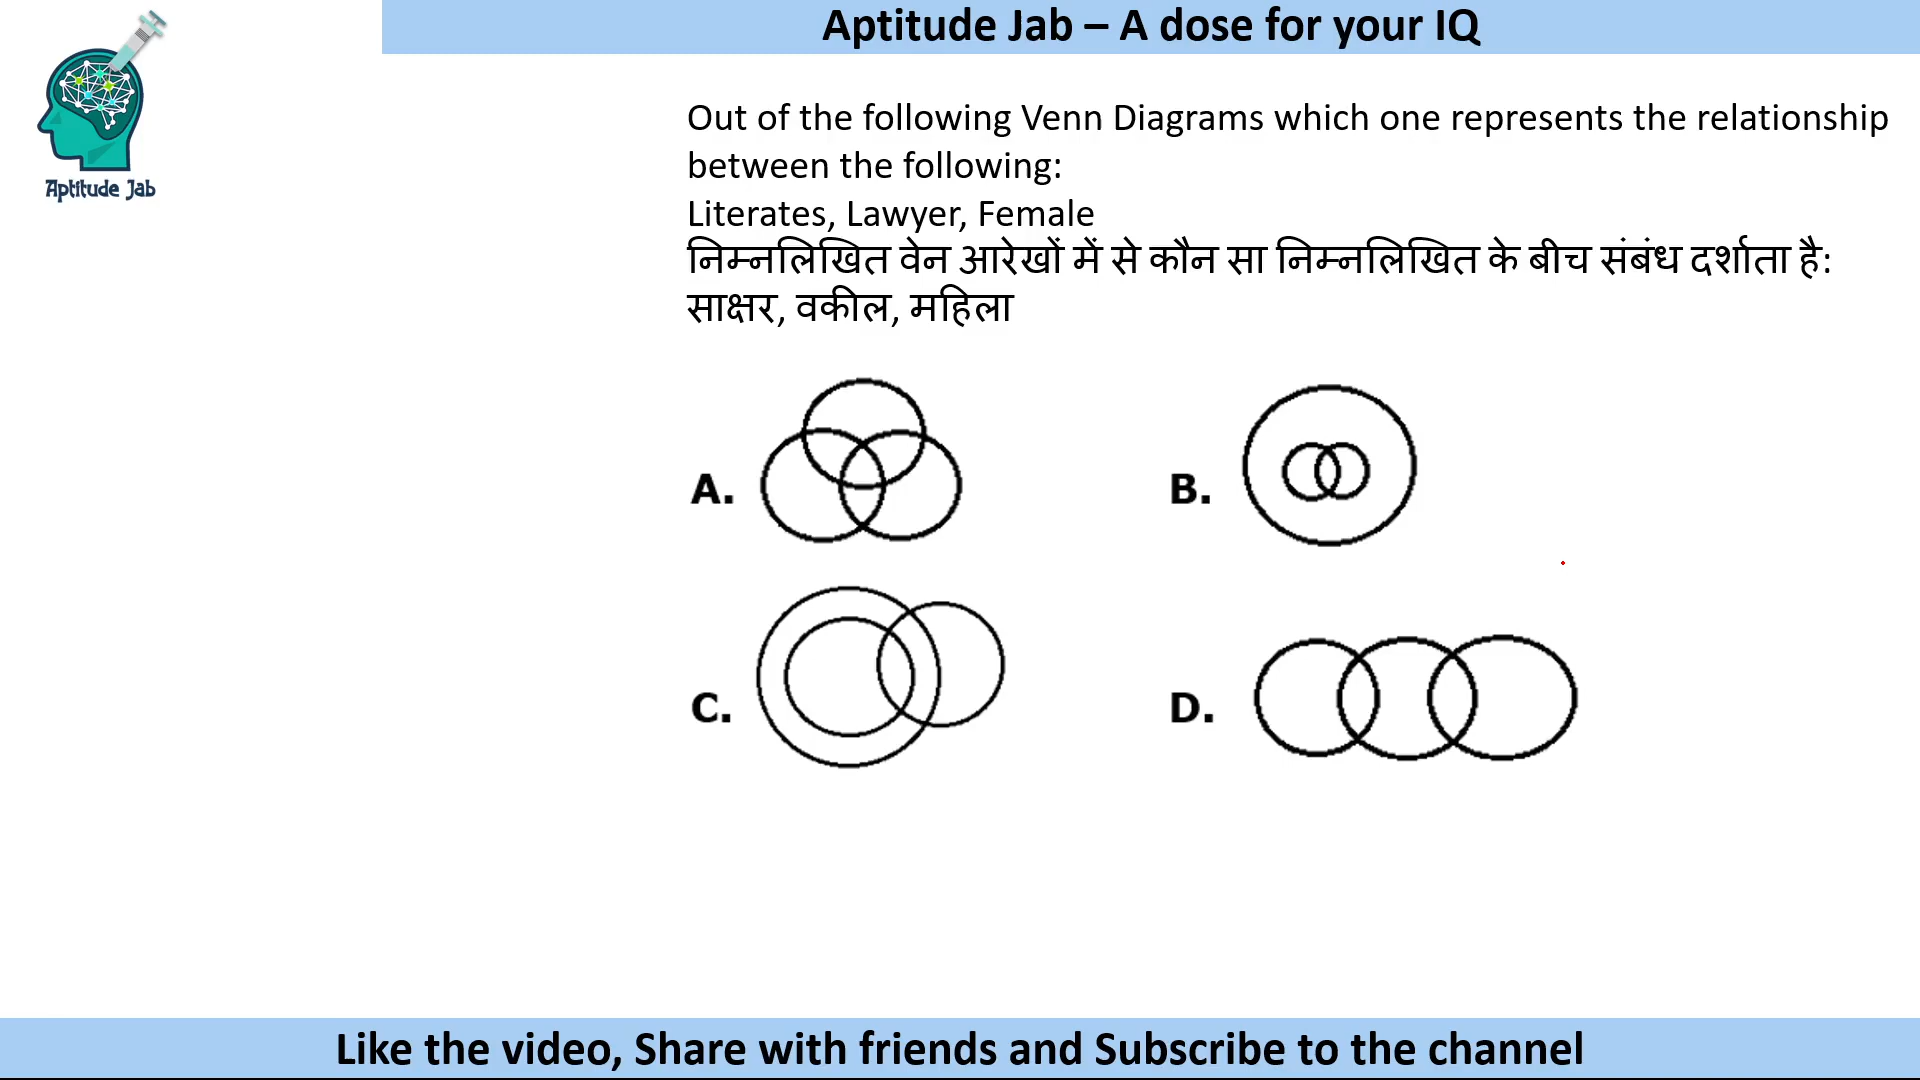 Aptitude Jab – A dose for your IQ
Aptitude Jab
Out of the following Venn Diagrams which one represents the relationship
between the following:
Literates, Lawyer, Female
निम्नलिखित वेन आरेखों में से कौन सा निम्नलिखित के बीच संबंध दर्शाता है:
साक्षर, वकील, महिला
A.
B.
C.
D.
Like the video, Share with friends and Subscribe to the channel